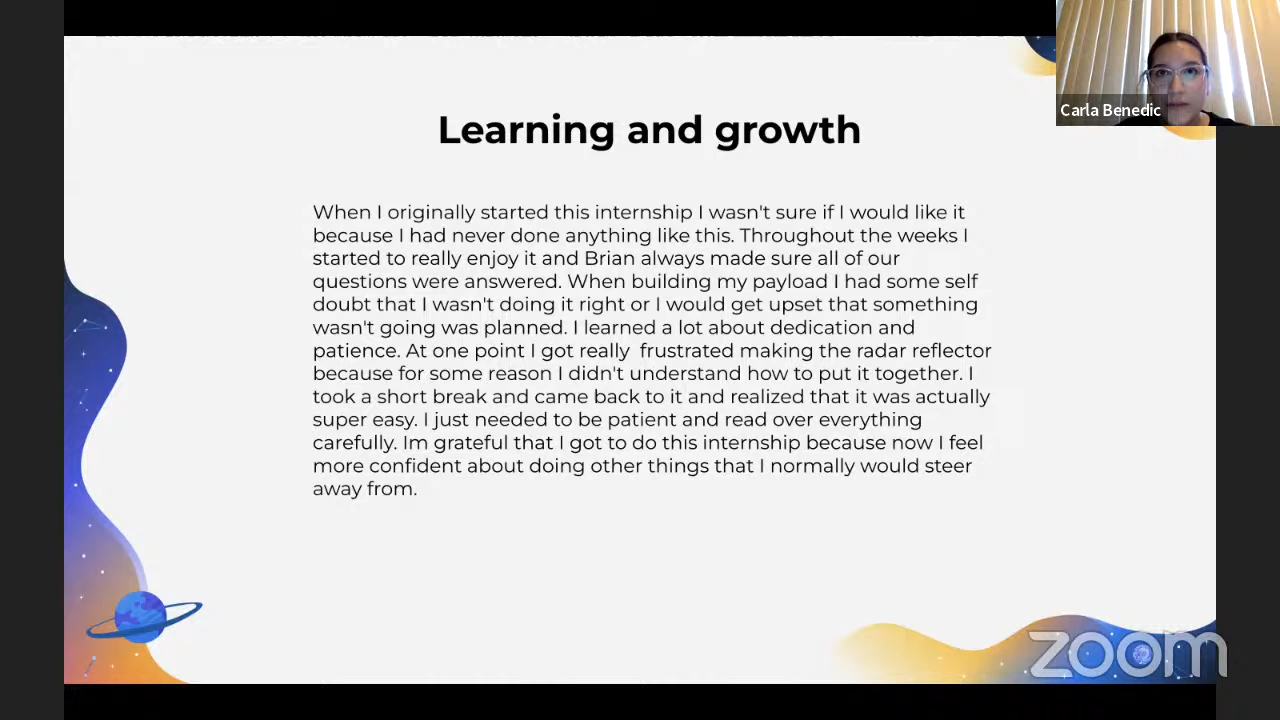 Carla Benedic
Learning and growth
When I originally started this internship I wasn't sure if I would like it
because I had never done anything like this. Throughout the weeks I
started to really enjoy it and Brian always made sure all of our
questions were answered. When building my payload I had some self
doubt that I wasn't doing it right or I would get upset that something
wasn't going was planned. I learned a lot about dedication and
patience. At one point I got really  frustrated making the radar reflector
because for some reason I didn't understand how to put it together. I
took a short break and came back to it and realized that it was actually
super easy. I just needed to be patient and read over everything
carefully. Im grateful that I got to do this internship because now I feel
more confident about doing other things that I normally would steer
away from.
zoom